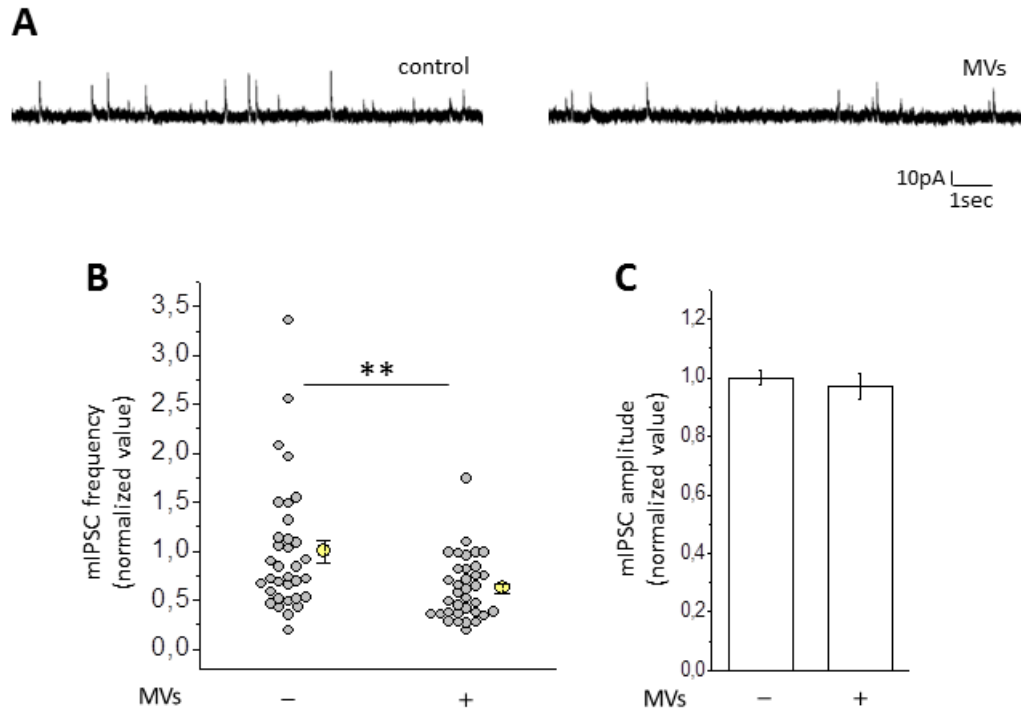 A
control
MVs
10pA
1sec
B
mIPSC frequency
(normalized value)
3,5
3,0
2,5
2,0
1,5
1,0
0,5
0,0
**
MVs
–
+
C
mIPSC amplitude
(normalized value)
1,2
1,0
0,8
0,6
0,4
0,2
0,0
MVs
–
+